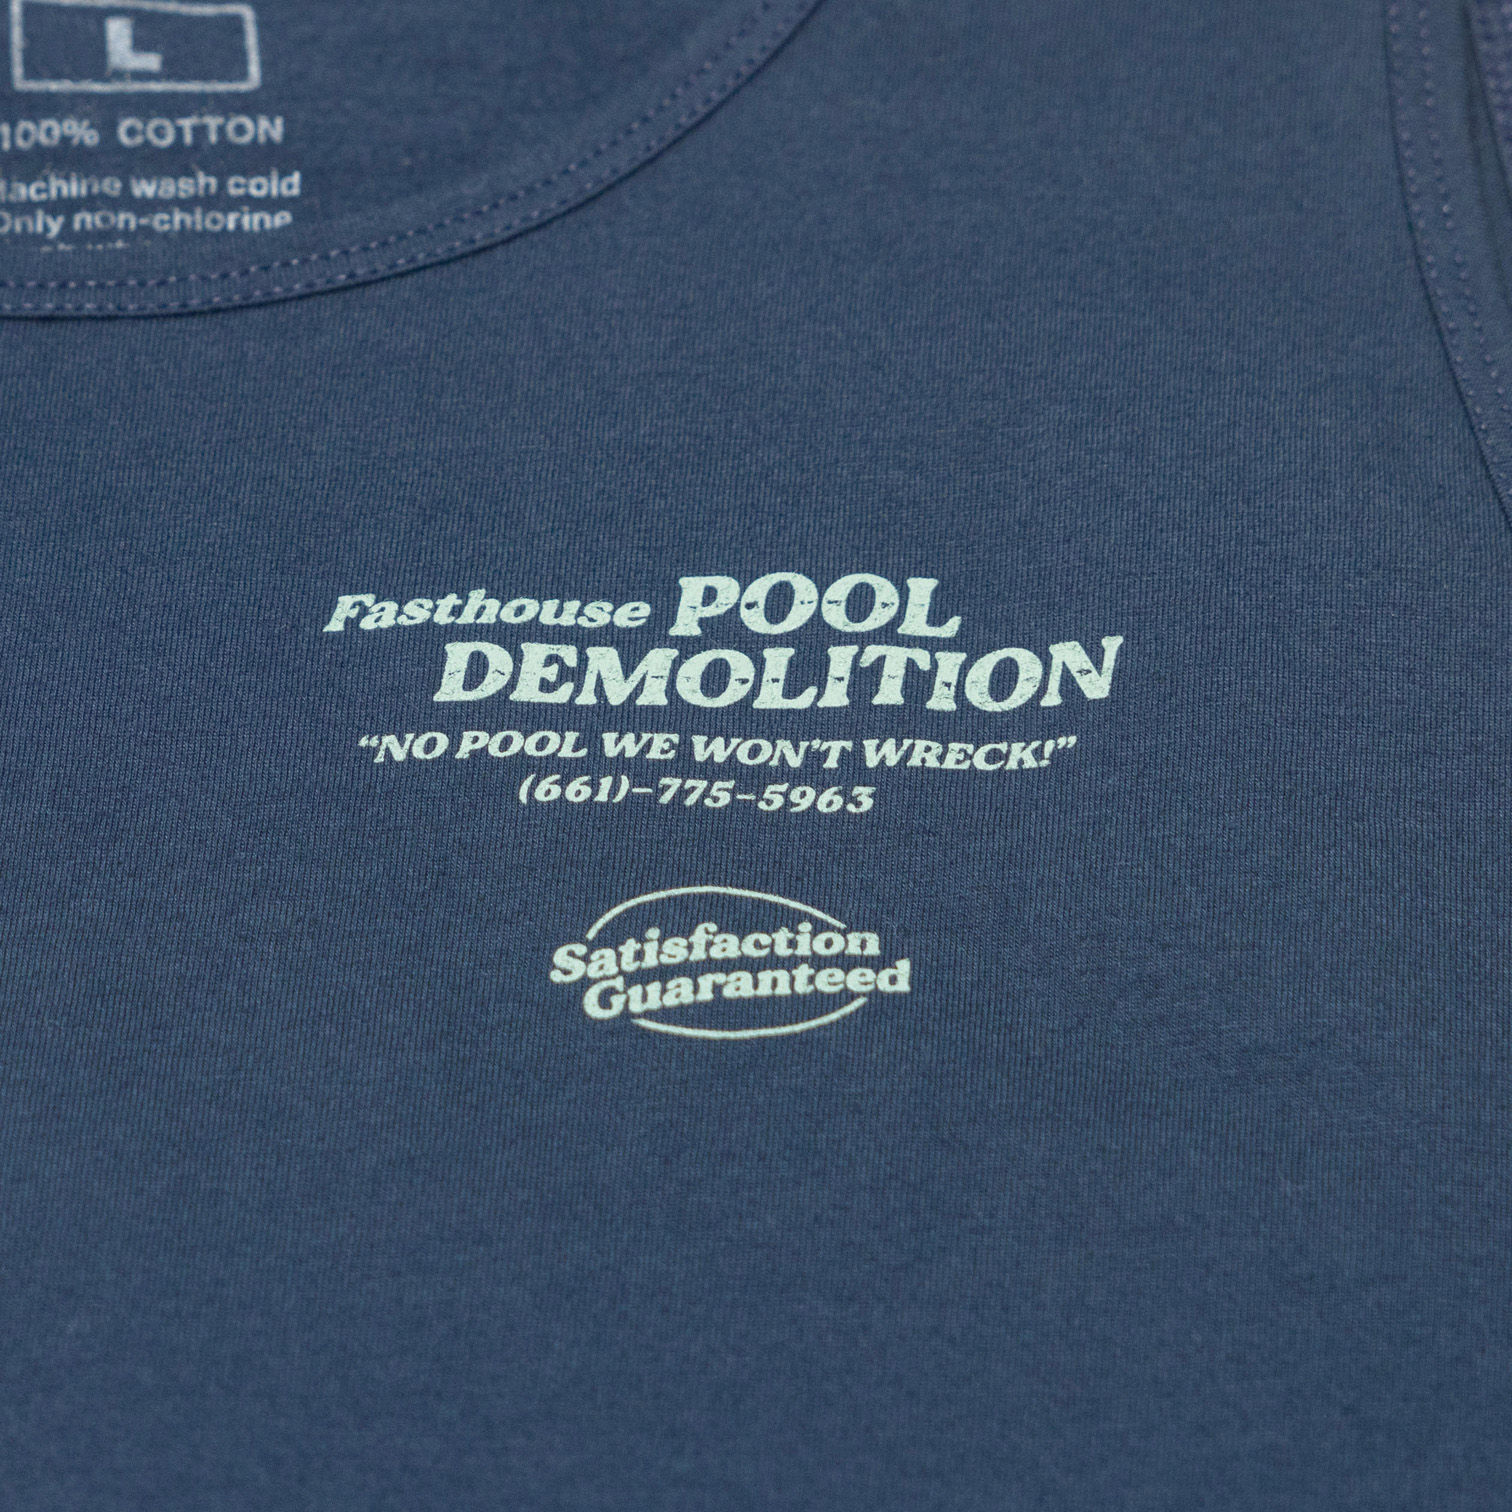 L
100% COTTON
Machine wash cold
Only non-chlorine
Fasthouse POOL
DEMOLITION
“NO POOL WE WON’T WRECK!”
(661)-775-5963
Satisfaction
Guaranteed